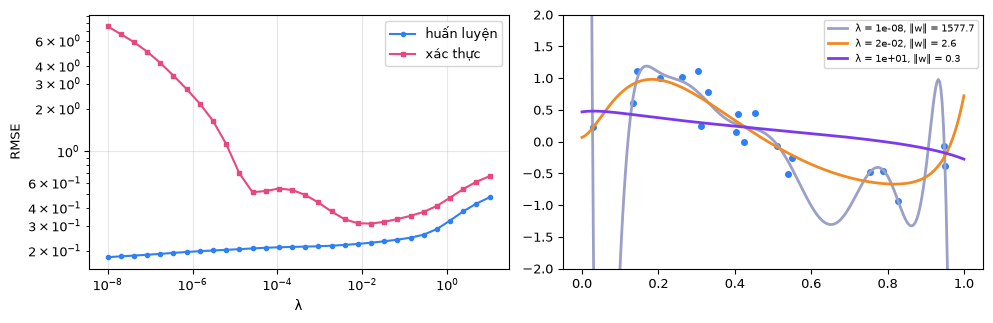 RMSE
6 × 10⁰
4 × 10⁰
3 × 10⁰
2 × 10⁰
10⁰
6 × 10⁻¹
4 × 10⁻¹
3 × 10⁻¹
2 × 10⁻¹
huấn luyện
xác thực
10⁻⁸ 10⁻⁶ 10⁻⁴ 10⁻² 10⁰
λ
2.0
1.5
1.0
0.5
0.0
−0.5
−1.0
−1.5
−2.0
λ = 1e-08, ‖w‖ = 1577.7
λ = 2e-02, ‖w‖ = 2.6
λ = 1e+01, ‖w‖ = 0.3
0.0 0.2 0.4 0.6 0.8 1.0